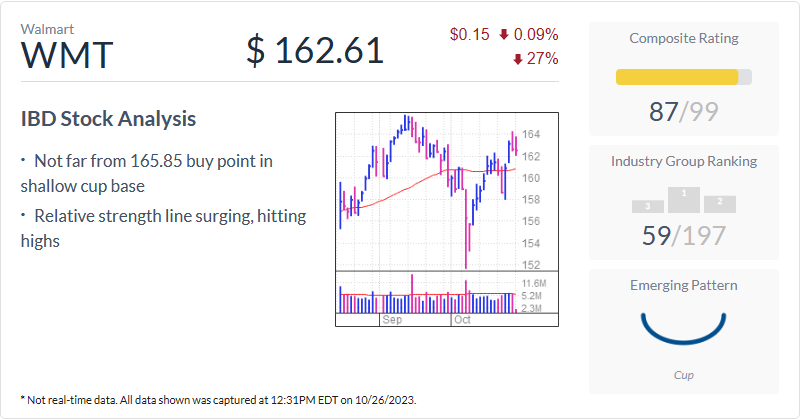 Walmart
WMT
$ 162.61
$0.15 0.09%
27%
IBD Stock Analysis
· Not far from 165.85 buy point in
shallow cup base
· Relative strength line surging, hitting
highs
164
162
160
158
156
154
152
11.6M
5.2M
2.3M
Sep
Oct
Composite Rating
87/99
Industry Group Ranking
3
1
2
59/197
Emerging Pattern
Cup
* Not real-time data. All data shown was captured at 12:31PM EDT on 10/26/2023.